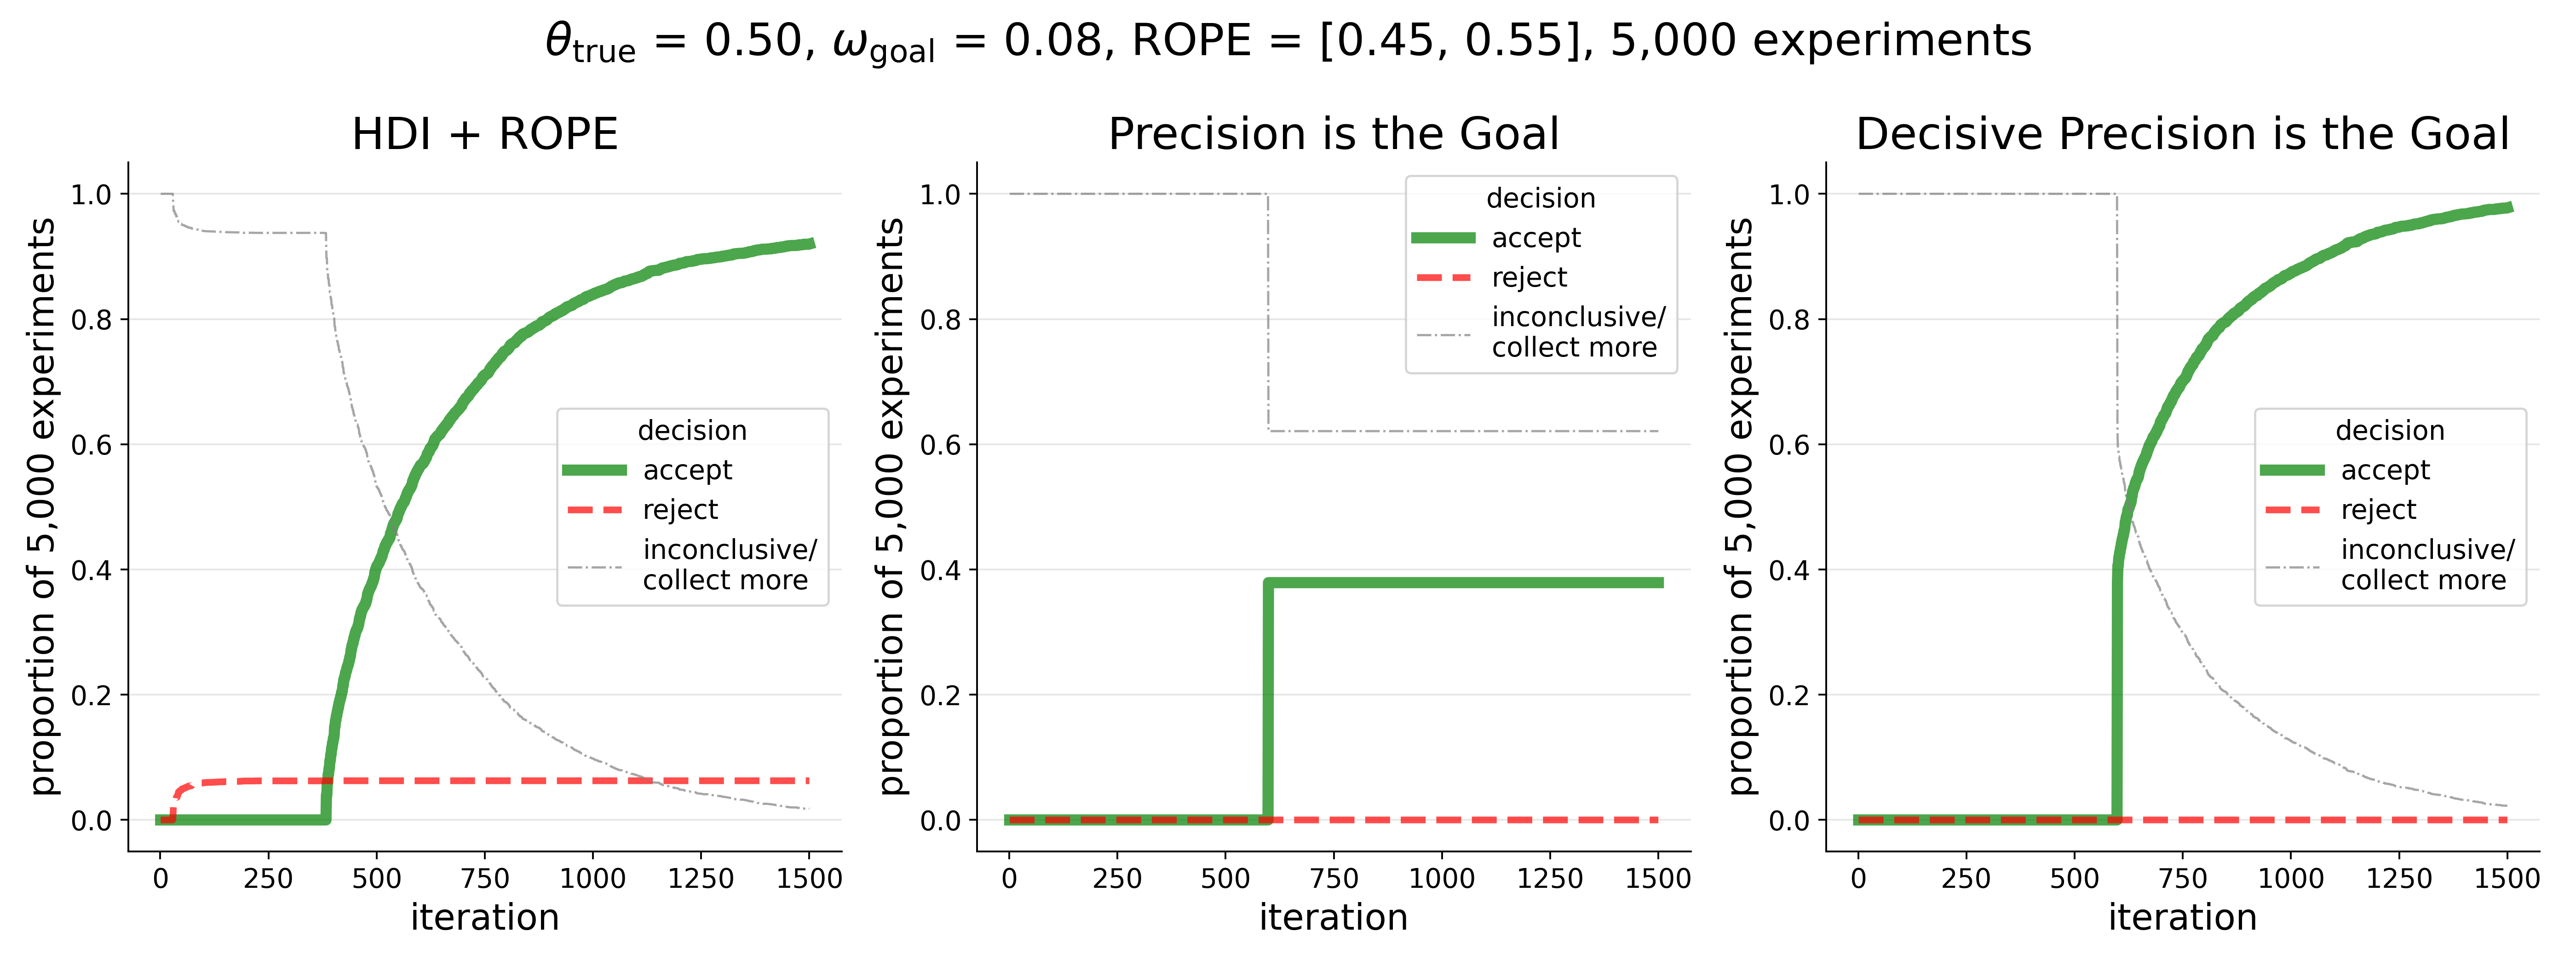 θtrue = 0.50, ωgoal = 0.08, ROPE = [0.45, 0.55], 5,000 experiments
HDI + ROPE
proportion of 5,000 experiments
1.0
0.8
0.6
0.4
0.2
0.0
decision
accept
reject
inconclusive/
collect more
0 250 500 750 1000 1250 1500
iteration
Precision is the Goal
proportion of 5,000 experiments
1.0
0.8
0.6
0.4
0.2
0.0
decision
accept
reject
inconclusive/
collect more
0 250 500 750 1000 1250 1500
iteration
Decisive Precision is the Goal
proportion of 5,000 experiments
1.0
0.8
0.6
0.4
0.2
0.0
decision
accept
reject
inconclusive/
collect more
0 250 500 750 1000 1250 1500
iteration